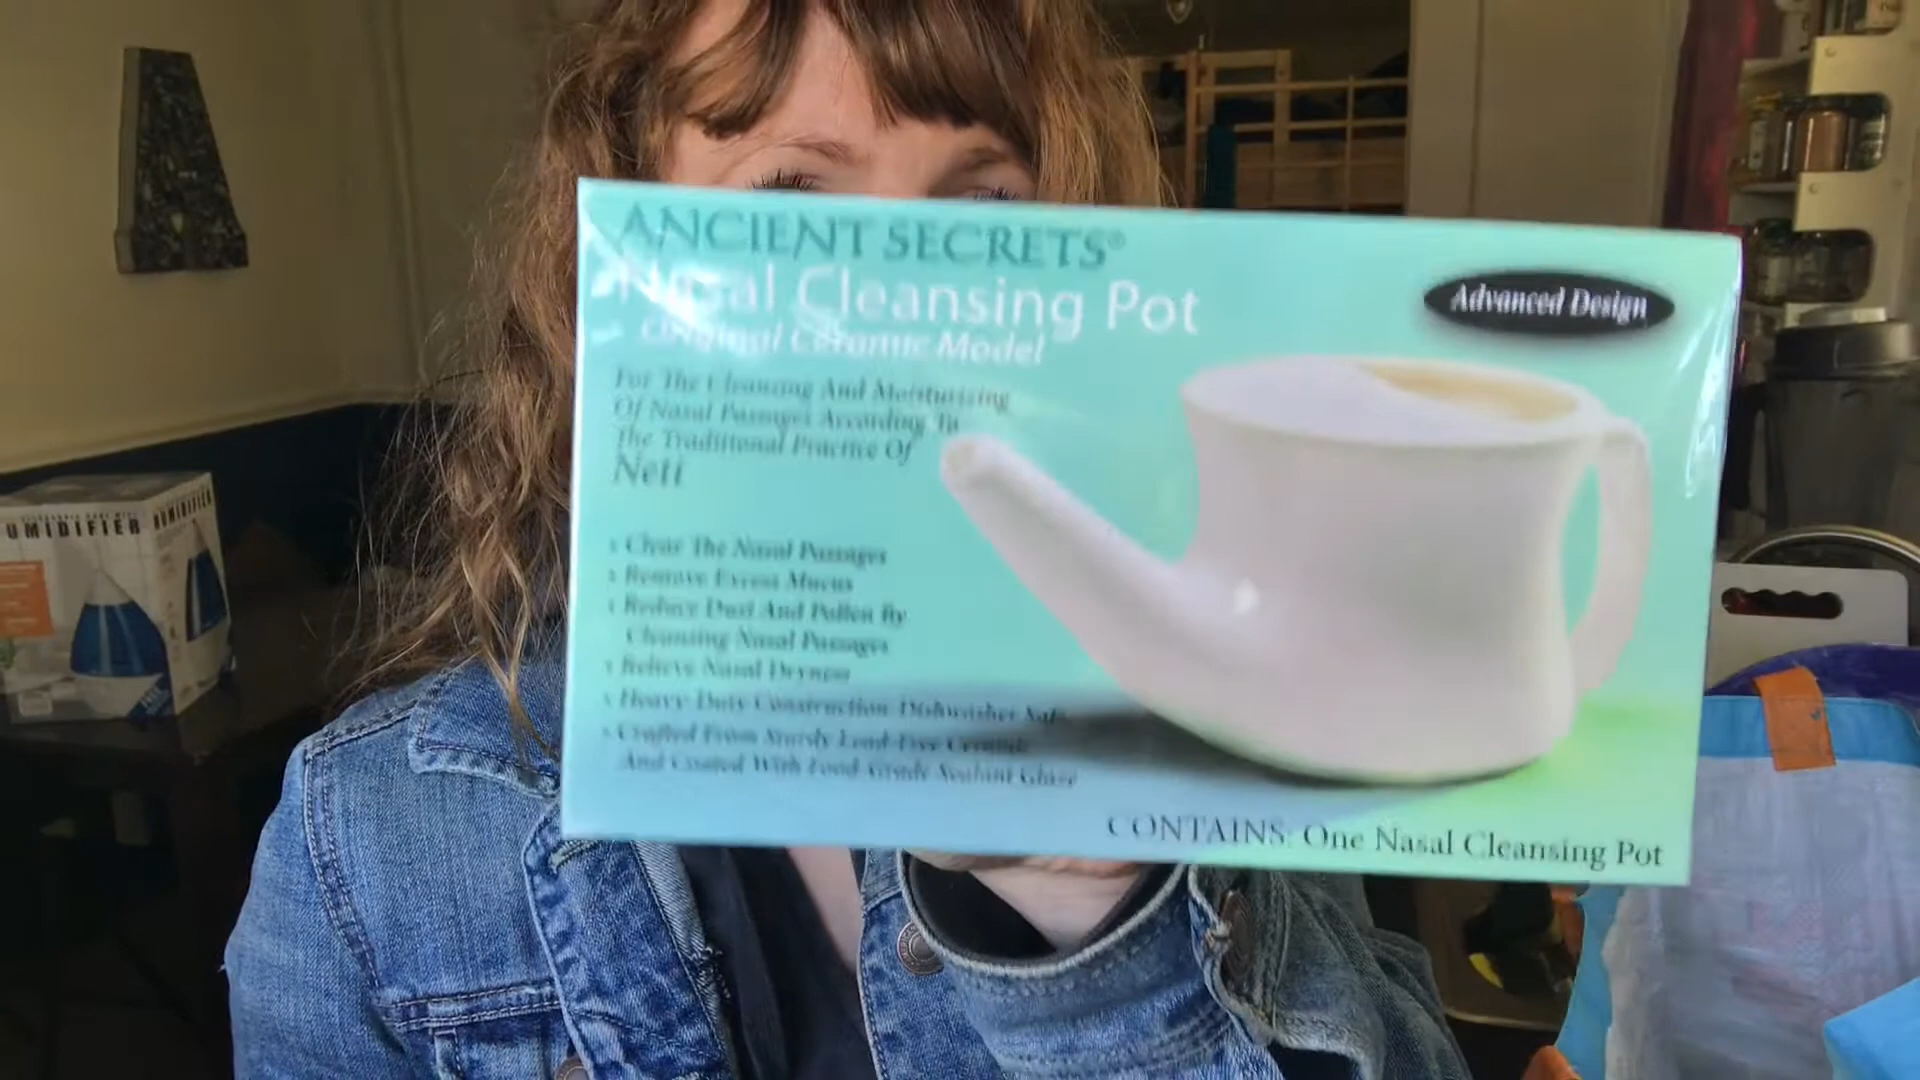 ANCIENT SECRETS®
Nasal Cleansing Pot
Original Ceramic Model
Advanced Design
For The Cleansing And Moisturizing
Of Nasal Passages According To
The Traditional Practice Of
Neti
Clear The Nasal Passages
Remove Excess Mucus
Reduce Dust And Pollen By
Cleansing Nasal Passages
Relieve Nasal Dryness
Heavy Duty Construction Dishwasher Safe
Crafted From Sturdy Lead-Free Ceramic
And Coated With Food-Grade Sealant Glaze
CONTAINS: One Nasal Cleansing Pot
UMIDIFIER
HUMIDIFIER